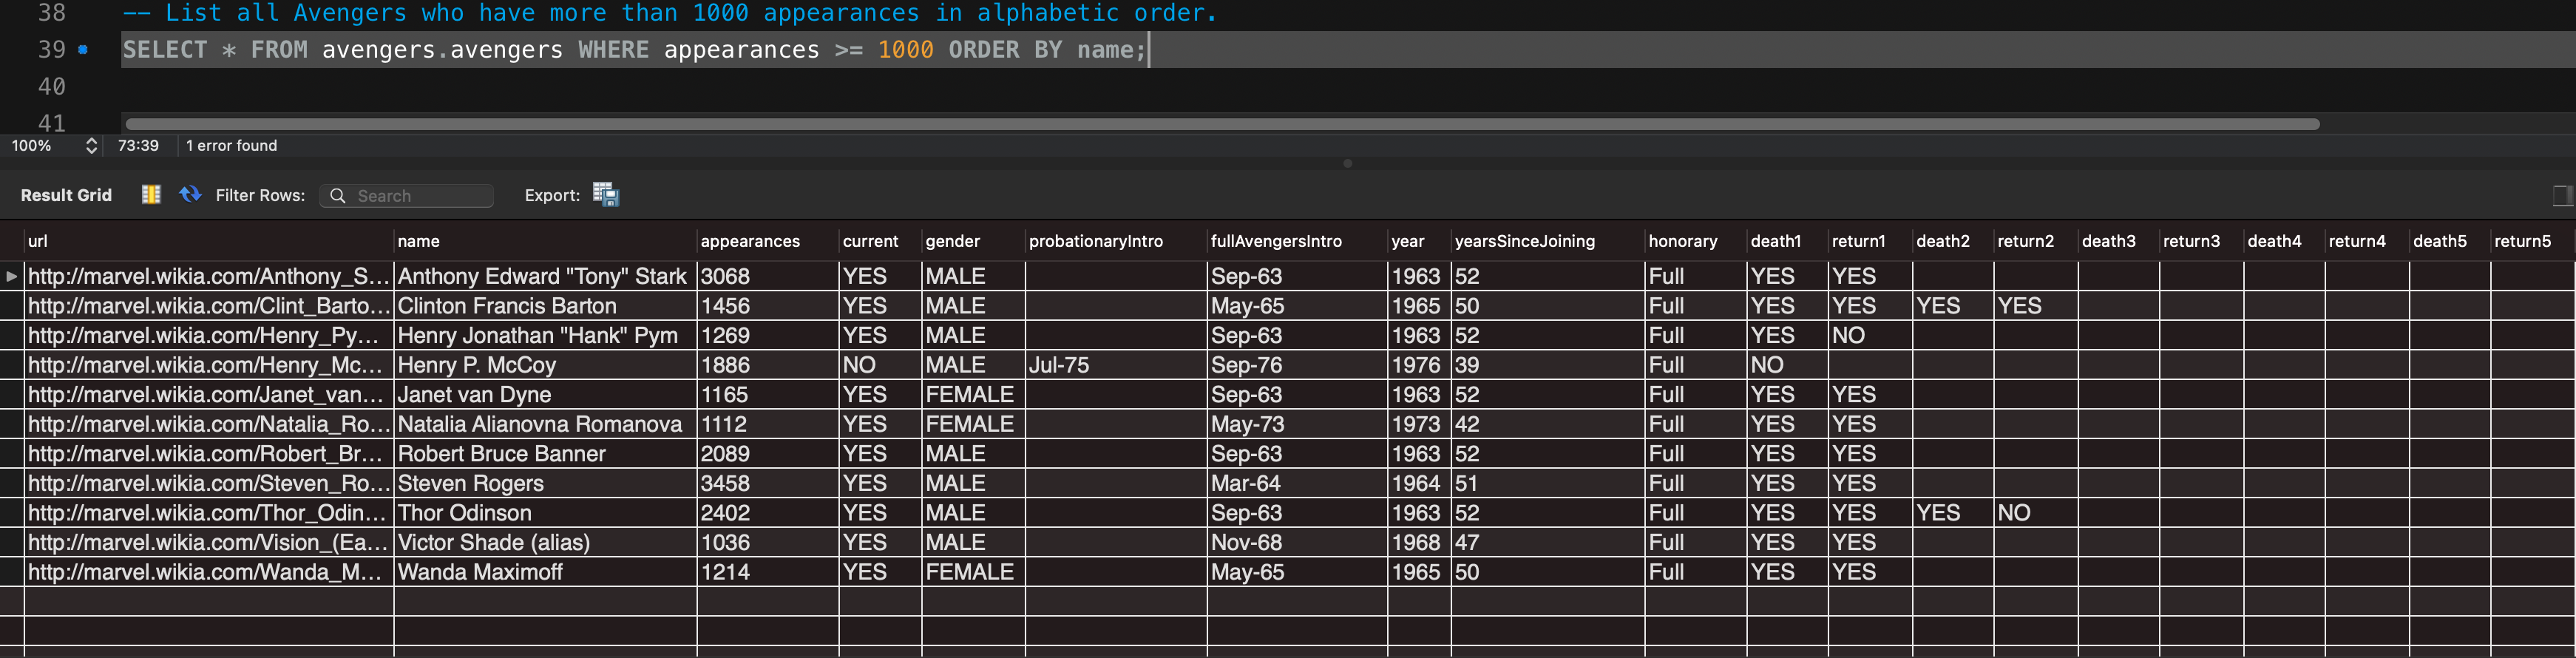 38 -- List all Avengers who have more than 1000 appearances in alphabetic order.
39 SELECT * FROM avengers.avengers WHERE appearances >= 1000 ORDER BY name;
40
41
100% 73:39 1 error found
Result Grid Filter Rows: Search Export:
url name appearances current gender probationaryIntro fullAvengersIntro year yearsSinceJoining honorary death1 return1 death2 return2 death3 return3 death4 return4 death5 return5
http://marvel.wikia.com/Anthony_S... Anthony Edward "Tony" Stark 3068 YES MALE Sep-63 1963 52 Full YES YES
http://marvel.wikia.com/Clint_Barto... Clinton Francis Barton 1456 YES MALE May-65 1965 50 Full YES YES YES YES
http://marvel.wikia.com/Henry_Py... Henry Jonathan "Hank" Pym 1269 YES MALE Sep-63 1963 52 Full YES NO
http://marvel.wikia.com/Henry_Mc... Henry P. McCoy 1886 NO MALE Jul-75 Sep-76 1976 39 Full NO
http://marvel.wikia.com/Janet_van... Janet van Dyne 1165 YES FEMALE Sep-63 1963 52 Full YES YES
http://marvel.wikia.com/Natalia_Ro... Natalia Alianovna Romanova 1112 YES FEMALE May-73 1973 42 Full YES YES
http://marvel.wikia.com/Robert_Br... Robert Bruce Banner 2089 YES MALE Sep-63 1963 52 Full YES YES
http://marvel.wikia.com/Steven_Ro... Steven Rogers 3458 YES MALE Mar-64 1964 51 Full YES YES
http://marvel.wikia.com/Thor_Odin... Thor Odinson 2402 YES MALE Sep-63 1963 52 Full YES YES YES NO
http://marvel.wikia.com/Vision_(Ea... Victor Shade (alias) 1036 YES MALE Nov-68 1968 47 Full YES YES
http://marvel.wikia.com/Wanda_M... Wanda Maximoff 1214 YES FEMALE May-65 1965 50 Full YES YES